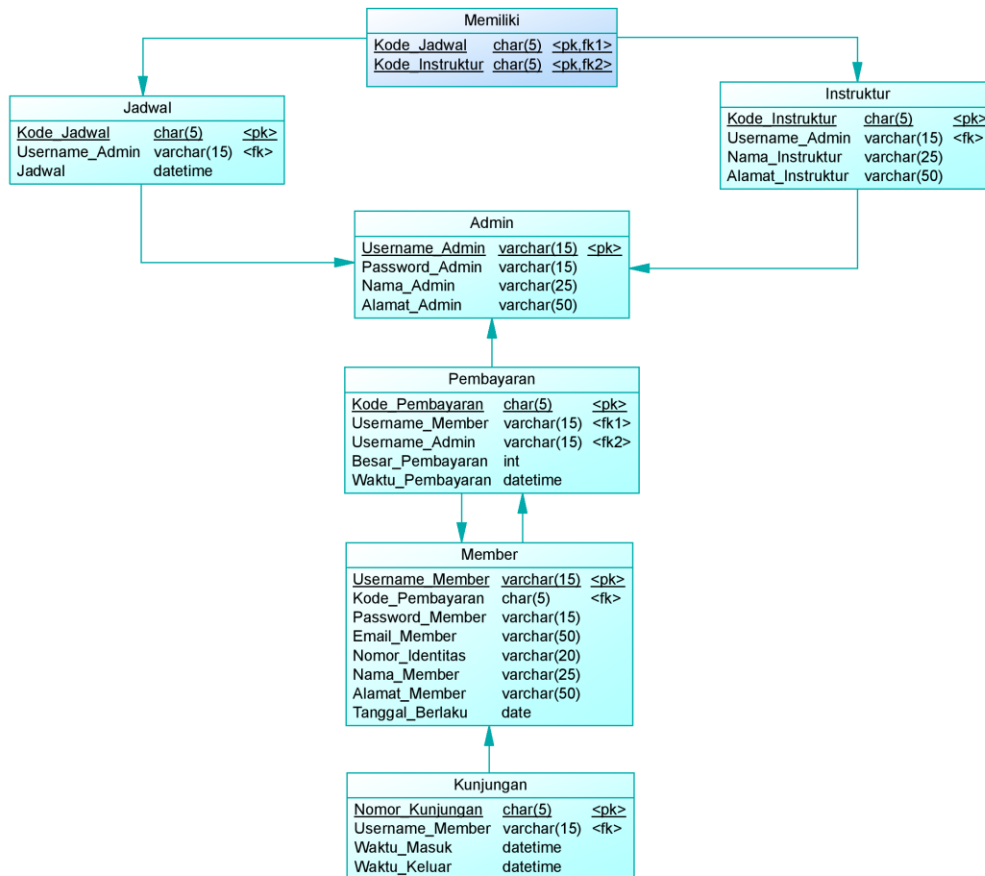 Memiliki
Kode_Jadwal char(5) <pk,fk1>
Kode_Instruktur char(5) <pk,fk2>
Jadwal
Kode_Jadwal char(5) <pk>
Username_Admin varchar(15) <fk>
Jadwal datetime
Instruktur
Kode_Instruktur char(5) <pk>
Username_Admin varchar(15) <fk>
Nama_Instruktur varchar(25)
Alamat_Instruktur varchar(50)
Admin
Username_Admin varchar(15) <pk>
Password_Admin varchar(15)
Nama_Admin varchar(25)
Alamat_Admin varchar(50)
Pembayaran
Kode_Pembayaran char(5) <pk>
Username_Member varchar(15) <fk1>
Username_Admin varchar(15) <fk2>
Besar_Pembayaran int
Waktu_Pembayaran datetime
Member
Username_Member varchar(15) <pk>
Kode_Pembayaran char(5) <fk>
Password_Member varchar(15)
Email_Member varchar(50)
Nomor_Identitas varchar(20)
Nama_Member varchar(25)
Alamat_Member varchar(50)
Tanggal_Berlaku date
Kunjungan
Nomor_Kunjungan char(5) <pk>
Username_Member varchar(15) <fk>
Waktu_Masuk datetime
Waktu_Keluar datetime